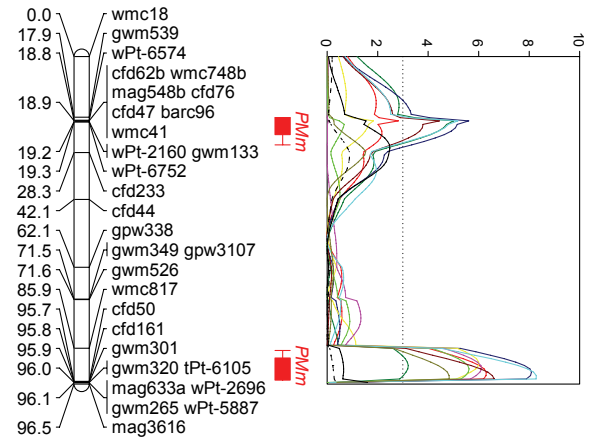 0.0 wmc18
17.9 gwm539
18.8 wPt-6574
cfd62b wmc748b
mag548b cfd76
18.9
cfd47 barc96
wmc41
19.2 wPt-2160 gwm133
19.3 wPt-6752
28.3 cfd233
42.1 cfd44
62.1 gpw338
71.5 gwm349 gpw3107
71.6 gwm526
85.9 wmc817
95.7 cfd50
95.8 cfd161
95.9 gwm301
96.0 gwm320 tPt-6105
mag633a wPt-2696
96.1
gwm265 wPt-5887
96.5 mag3616
PMm
PMm
0 2 4 6 8 10